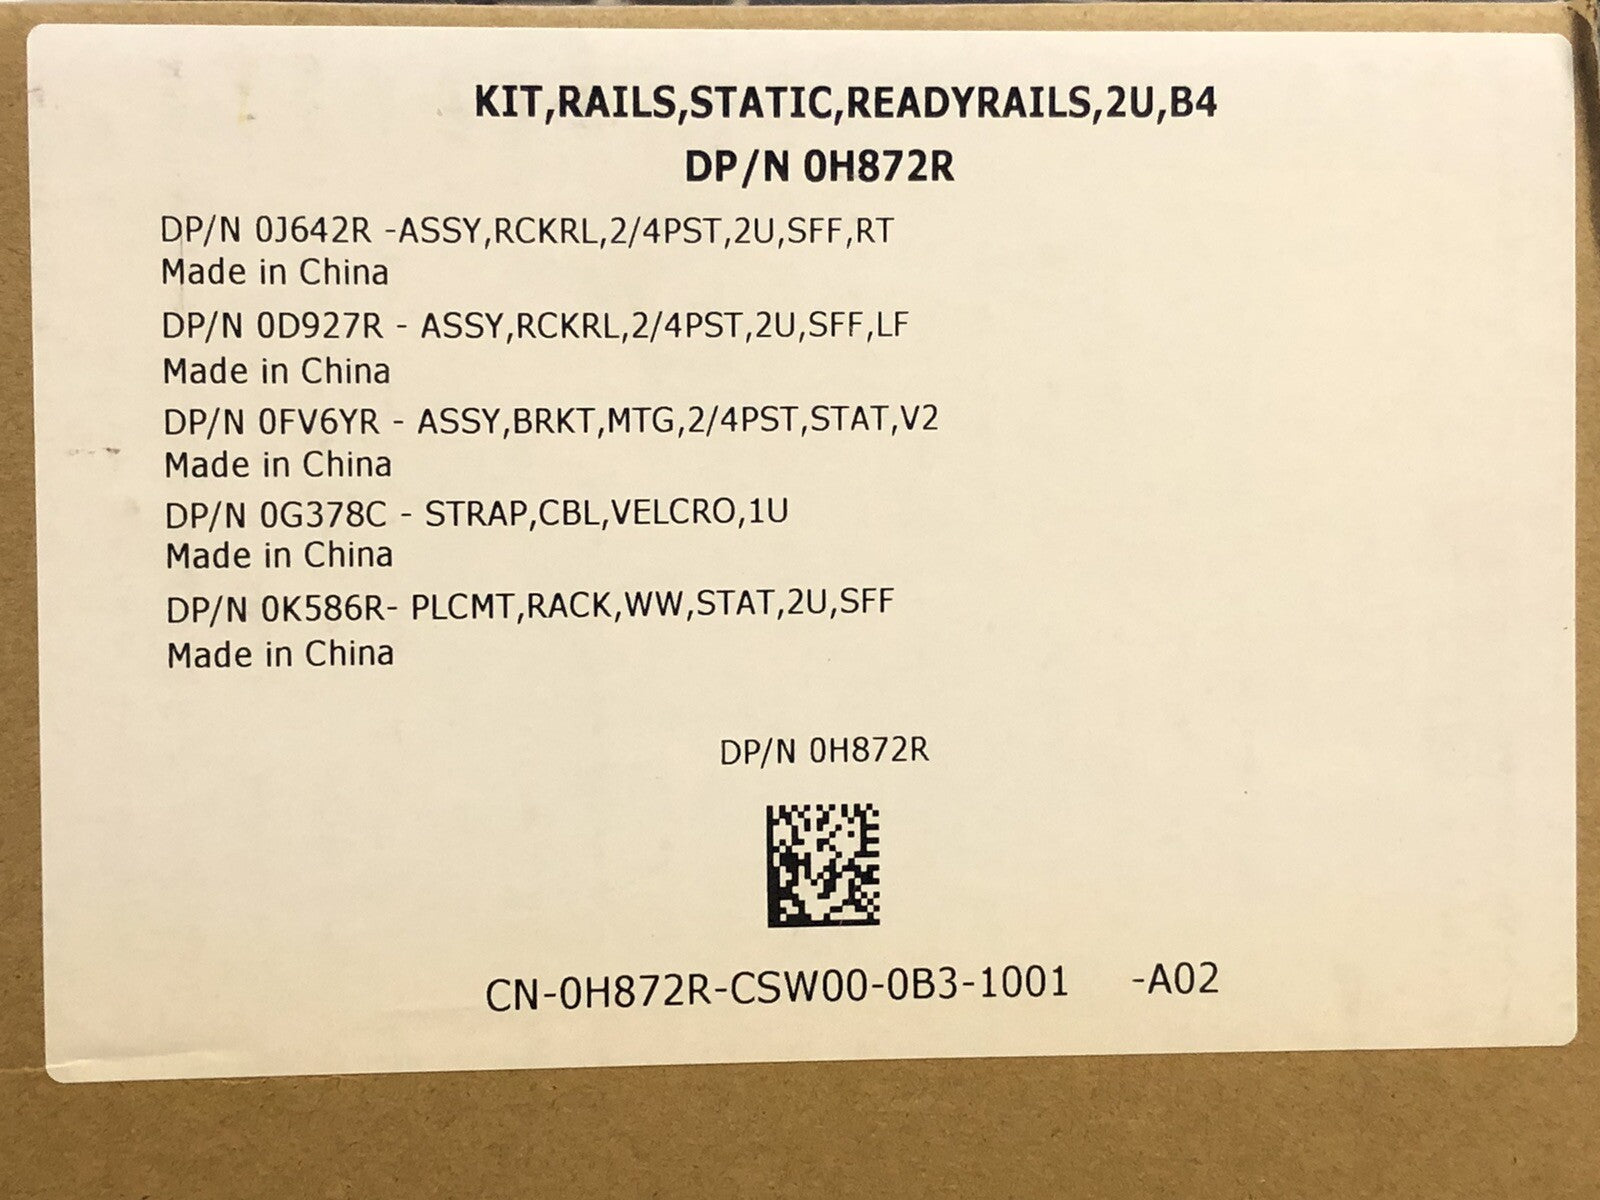 KIT,RAILS,STATIC,READYRAILS,2U,B4
DP/N 0H872R
DP/N 0J642R -ASSY,RCKRL,2/4PST,2U,SFF,RT
Made in China
DP/N 0D927R - ASSY,RCKRL,2/4PST,2U,SFF,LF
Made in China
DP/N 0FV6YR - ASSY,BRKT,MTG,2/4PST,STAT,V2
Made in China
DP/N 0G378C - STRAP,CBL,VELCRO,1U
Made in China
DP/N 0K586R- PLCMT,RACK,WW,STAT,2U,SFF
Made in China
DP/N 0H872R
CN-0H872R-CSW00-0B3-1001 -A02